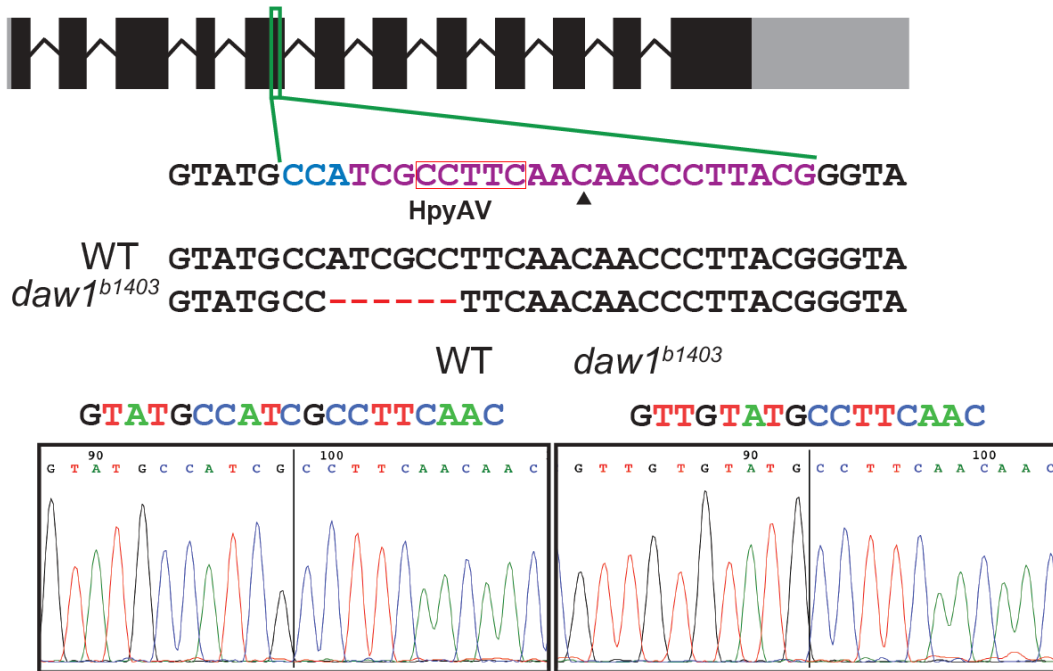 GTATGCCATCGCCTTCAACAACCCTTACGGGTA
HpyAV
WT GTATGCCATCGCCTTCAACAACCCTTACGGGTA
daw1b1403 GTATGCC------TTCAACAACCCTTACGGGTA
WT daw1b1403
GTATGCCATCGCCTTCAAC GTTGTATGCCTTCAAC
90 100 90 100
G T A T G C C A T C G C C T T C A A C A A C G T T G T G T A T G C C T T C A A C A A C